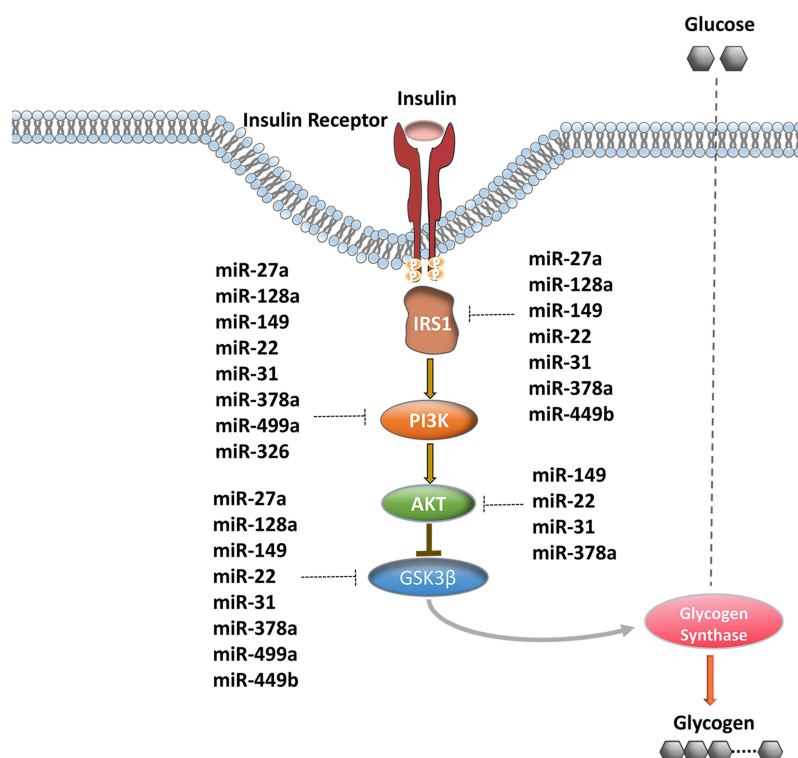 Glucose
Insulin
Insulin Receptor
P P
P P
miR-27a
miR-128a
miR-149
miR-22
miR-31
miR-378a
miR-499a
miR-326
IRS1
miR-27a
miR-128a
miR-149
miR-22
miR-31
miR-378a
miR-449b
PI3K
AKT
miR-149
miR-22
miR-31
miR-378a
miR-27a
miR-128a
miR-149
miR-22
miR-31
miR-378a
miR-499a
miR-449b
GSK3β
Glycogen
Synthase
Glycogen